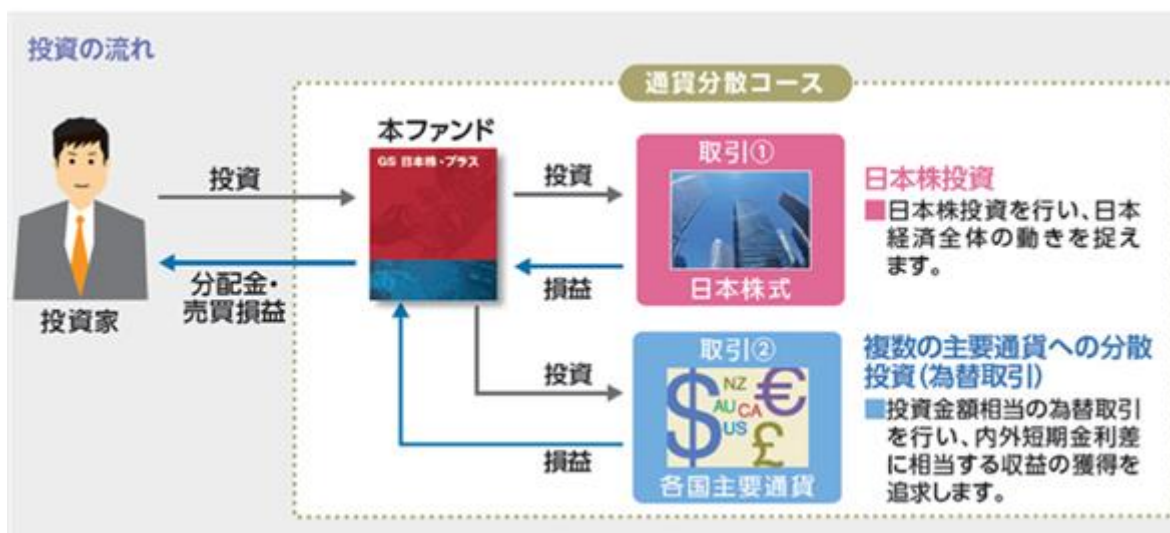 投資の流れ
通貨分散コース
本ファンド
GS 日本株・プラス
投資
分配金・
売買損益
投資家
投資
損益
取引①
日本株式
日本株投資
■日本株投資を行い、日本
経済全体の動きを捉え
ます。
投資
損益
取引②
$ NZ €
AU CA
US £
各国主要通貨
複数の主要通貨への分散
投資(為替取引)
■投資金額相当の為替取引
を行い、内外短期金利差
に相当する収益の獲得を
追求します。